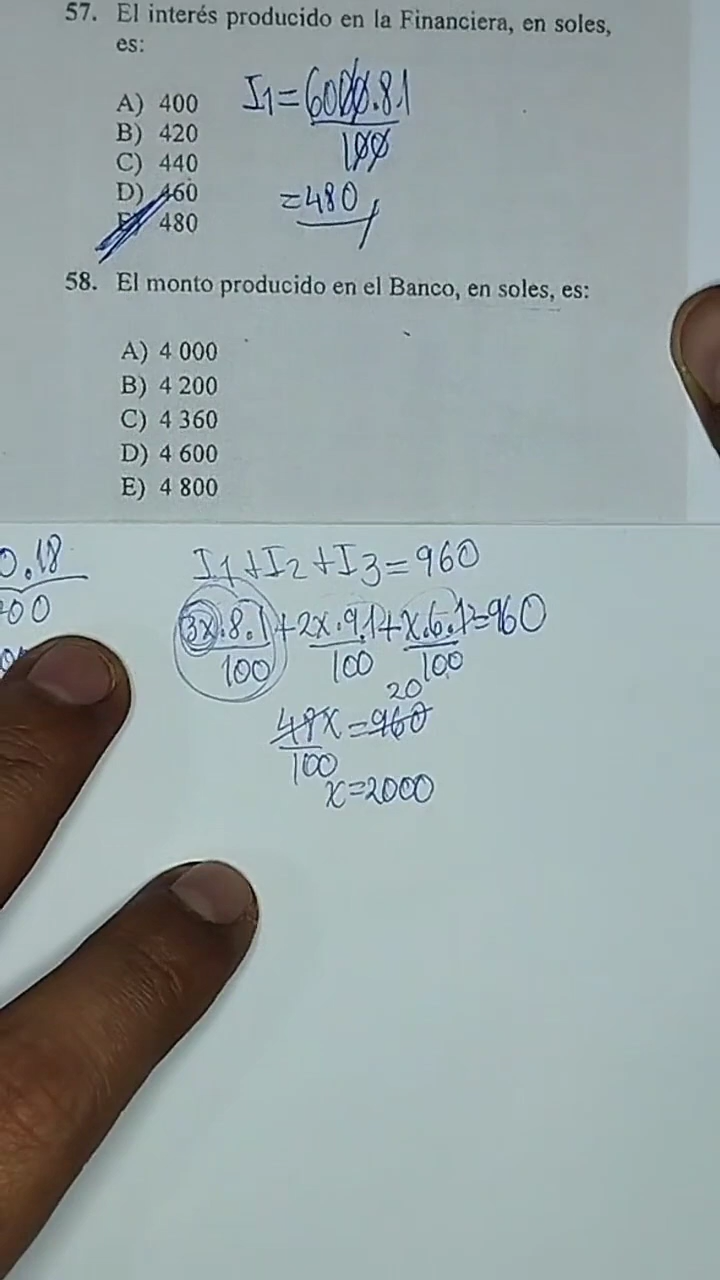 57. El interés producido en la Financiera, en soles,
es:
A) 400
B) 420
C) 440
D) 460
E) 480
I1=6000.8.1
100
=480
58. El monto producido en el Banco, en soles, es:
A) 4 000
B) 4 200
C) 4 360
D) 4 600
E) 4 800
0.18
00
I1+I2+I3=960
3x.8.1+2x.9.1+x.6.1=960
100 100 100
20
48x=960
100
x=2000